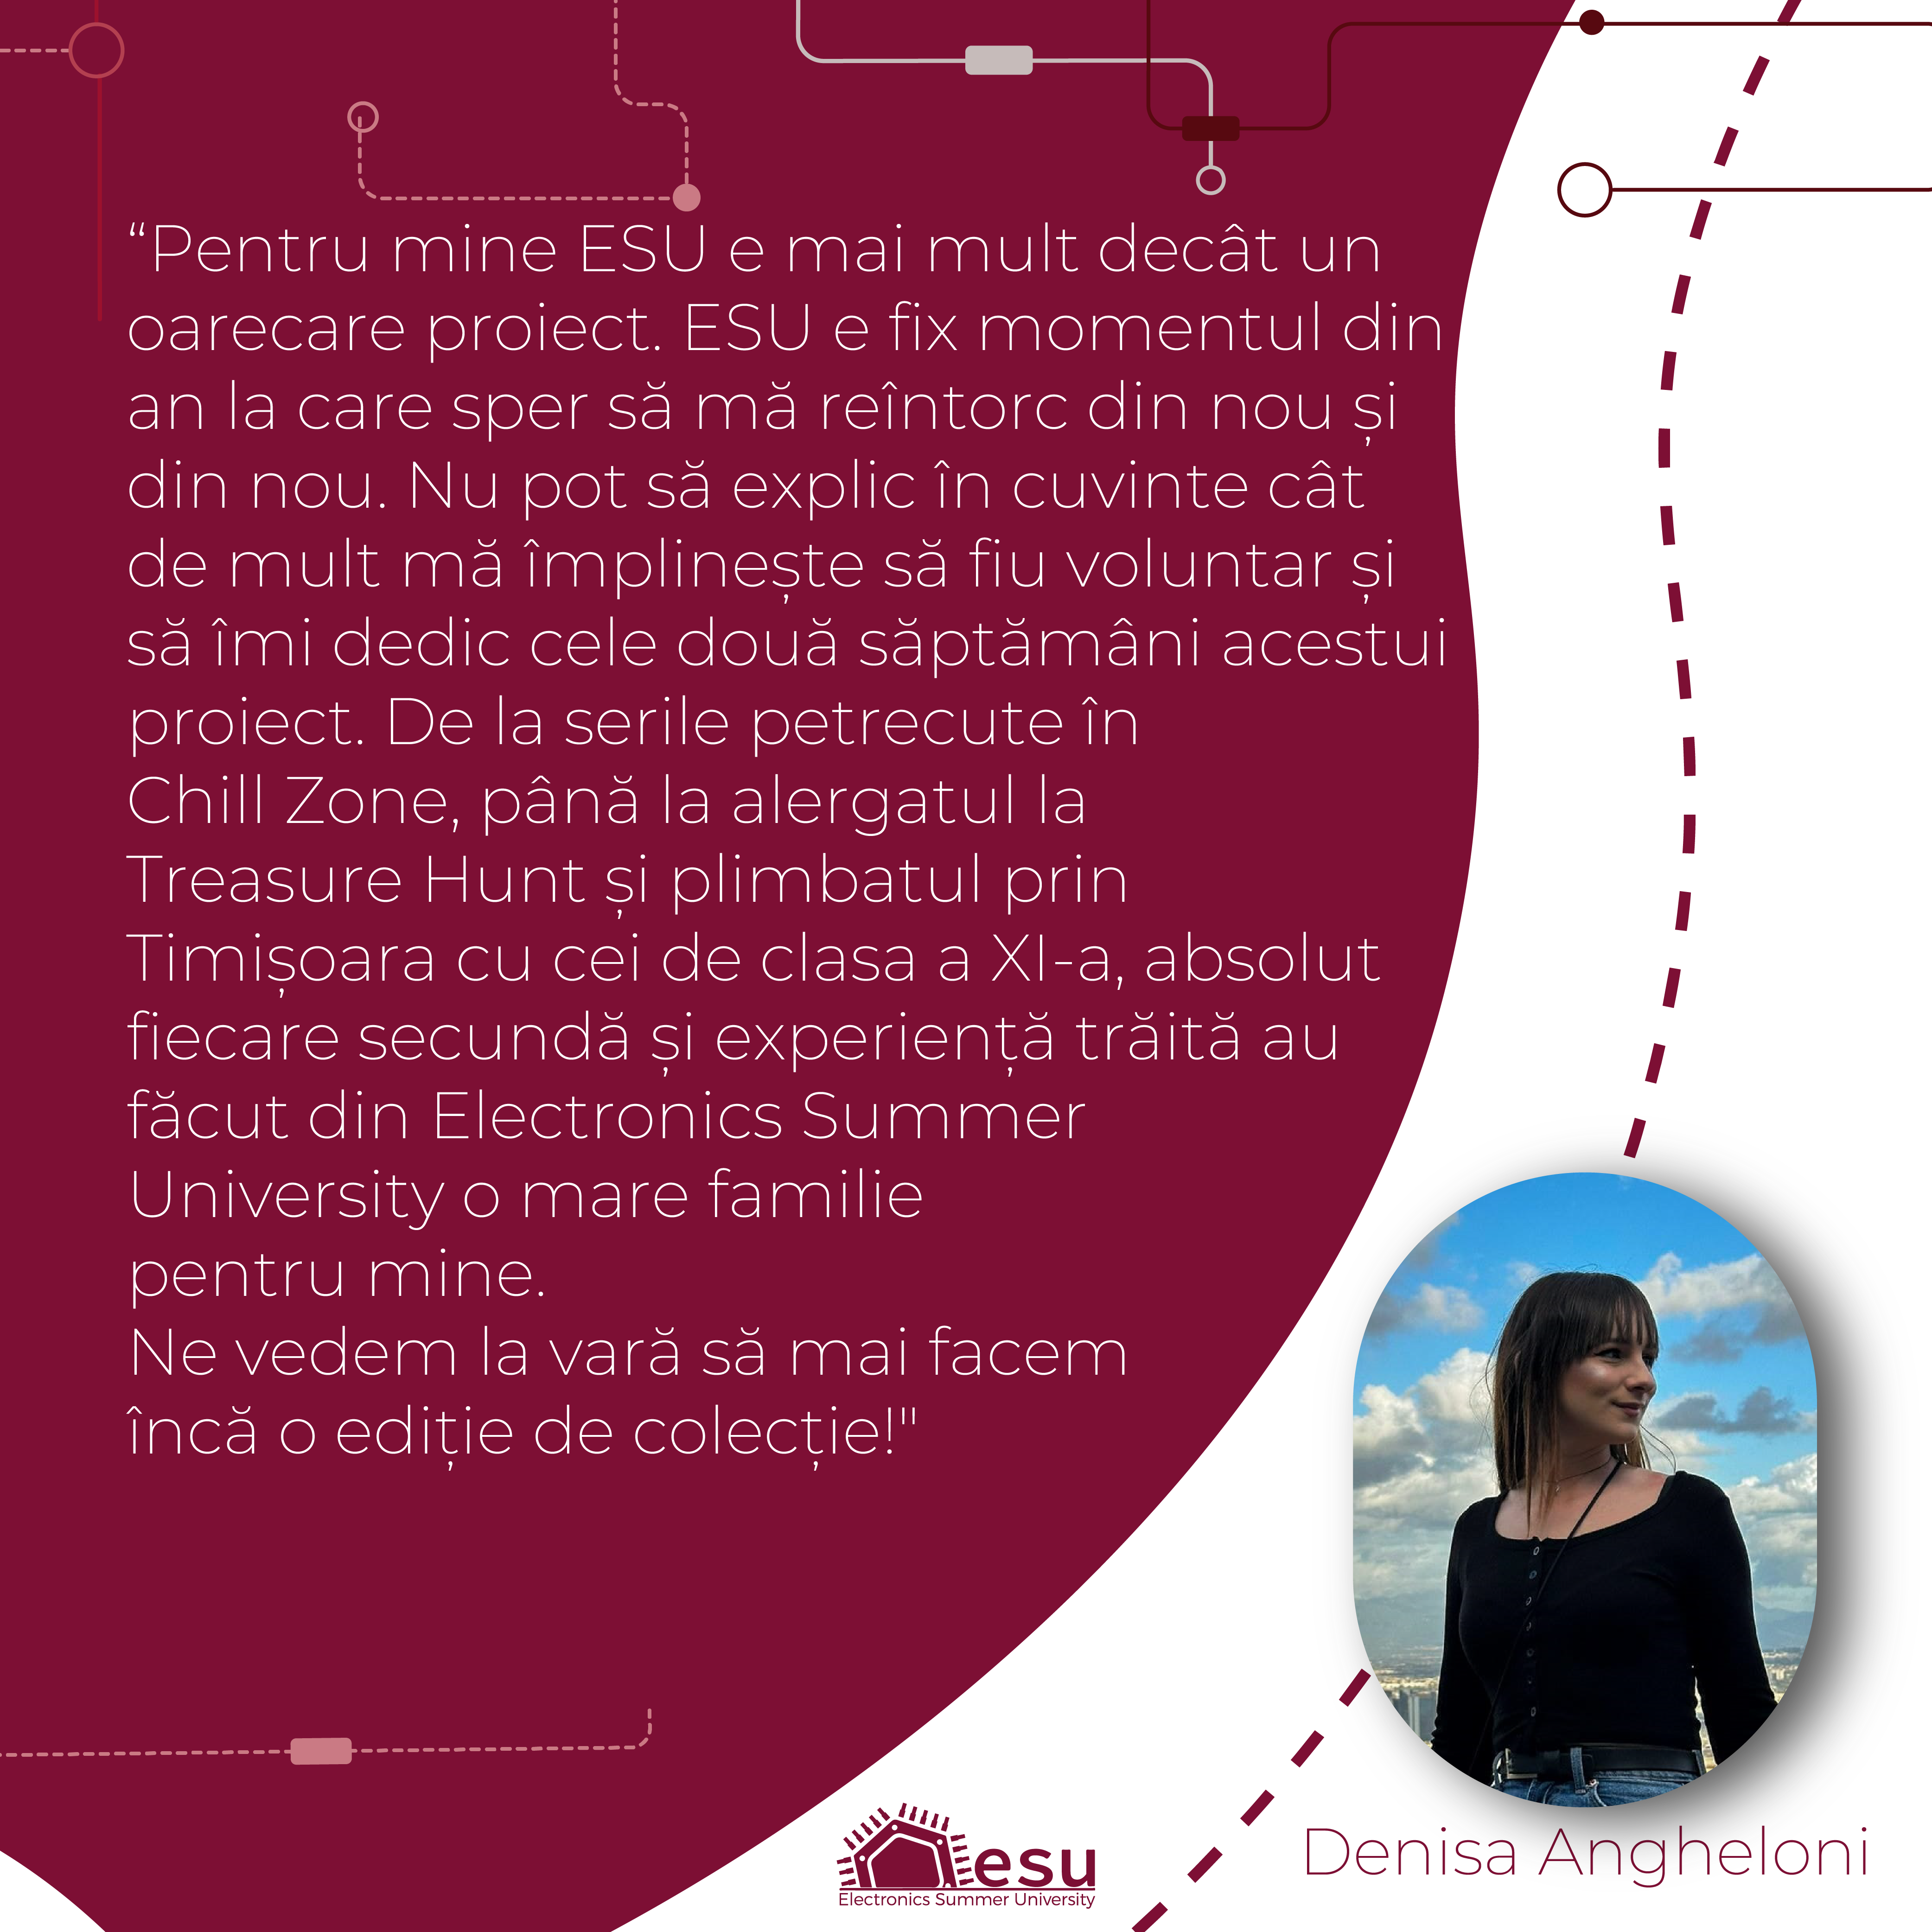 “Pentru mine ESU e mai mult decât un
oarecare proiect. ESU e fix momentul din
an la care sper să mă reîntorc din nou și
din nou. Nu pot să explic în cuvinte cât
de mult mă împlinește să fiu voluntar și
să îmi dedic cele două săptămâni acestui
proiect. De la serile petrecute în
Chill Zone, până la alergatul la
Treasure Hunt și plimbatul prin
Timișoara cu cei de clasa a XI-a, absolut
fiecare secundă și experiență trăită au
făcut din Electronics Summer
University o mare familie
pentru mine.
Ne vedem la vară să mai facem
încă o ediție de colecție!"
Denisa Angheloni
esu
Electronics Summer University